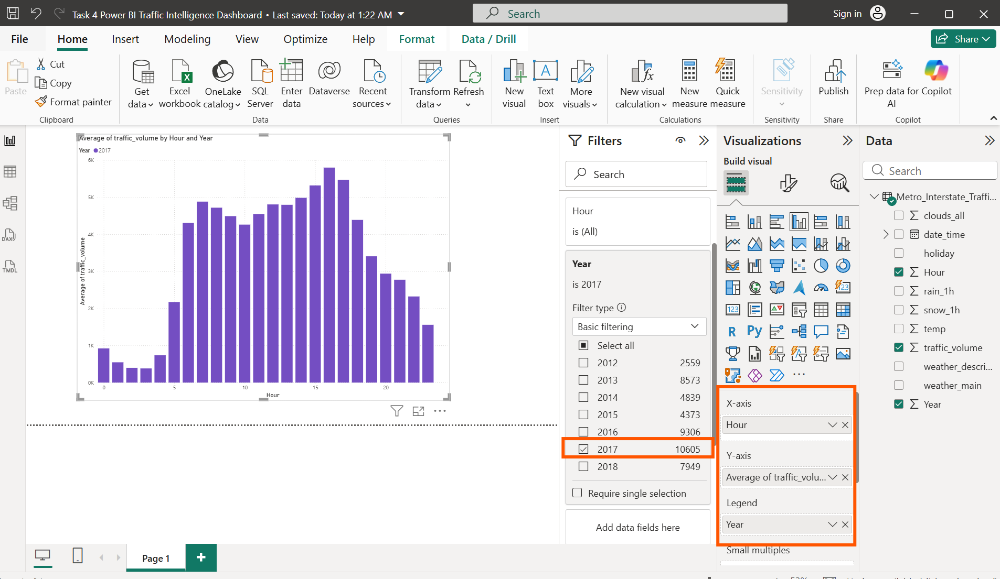 Task 4 Power BI Traffic Intelligence Dashboard • Last saved: Today at 1:22 AM
Search
Sign in
File
Home
Insert
Modeling
View
Optimize
Help
Format
Data / Drill
Share
Paste
Cut
Copy
Format painter
Clipboard
Get
data
Excel
workbook
OneLake
catalog
SQL
Server
Enter
data
Dataverse
Recent
sources
Data
Transform
data
Refresh
Queries
New
visual
Text
box
More
visuals
Insert
New visual
calculation
New
measure
Quick
measure
Calculations
Sensitivity
Sensitivity
Publish
Share
Prep data for
AI
Copilot
Copilot
DAX
TMDL
Average of traffic_volume by Hour and Year
Year 2017
6K
5K
4K
3K
2K
1K
0K
Average of traffic_volume
0
5
10
15
20
Hour
Filters
Search
Hour
is (All)
Year
is 2017
Filter type
Basic filtering
Select all
2012 2559
2013 8573
2014 4839
2015 4373
2016 9306
2017 10605
2018 7949
Require single selection
Add data fields here
Visualizations
Build visual
123
123
R
Py
X-axis
Hour
Y-axis
Average of traffic_volu...
Legend
Year
Small multiples
Data
Search
Metro_Interstate_Traffi...
clouds_all
date_time
holiday
Hour
rain_1h
snow_1h
temp
traffic_volume
weather_descri...
weather_main
Year
Page 1